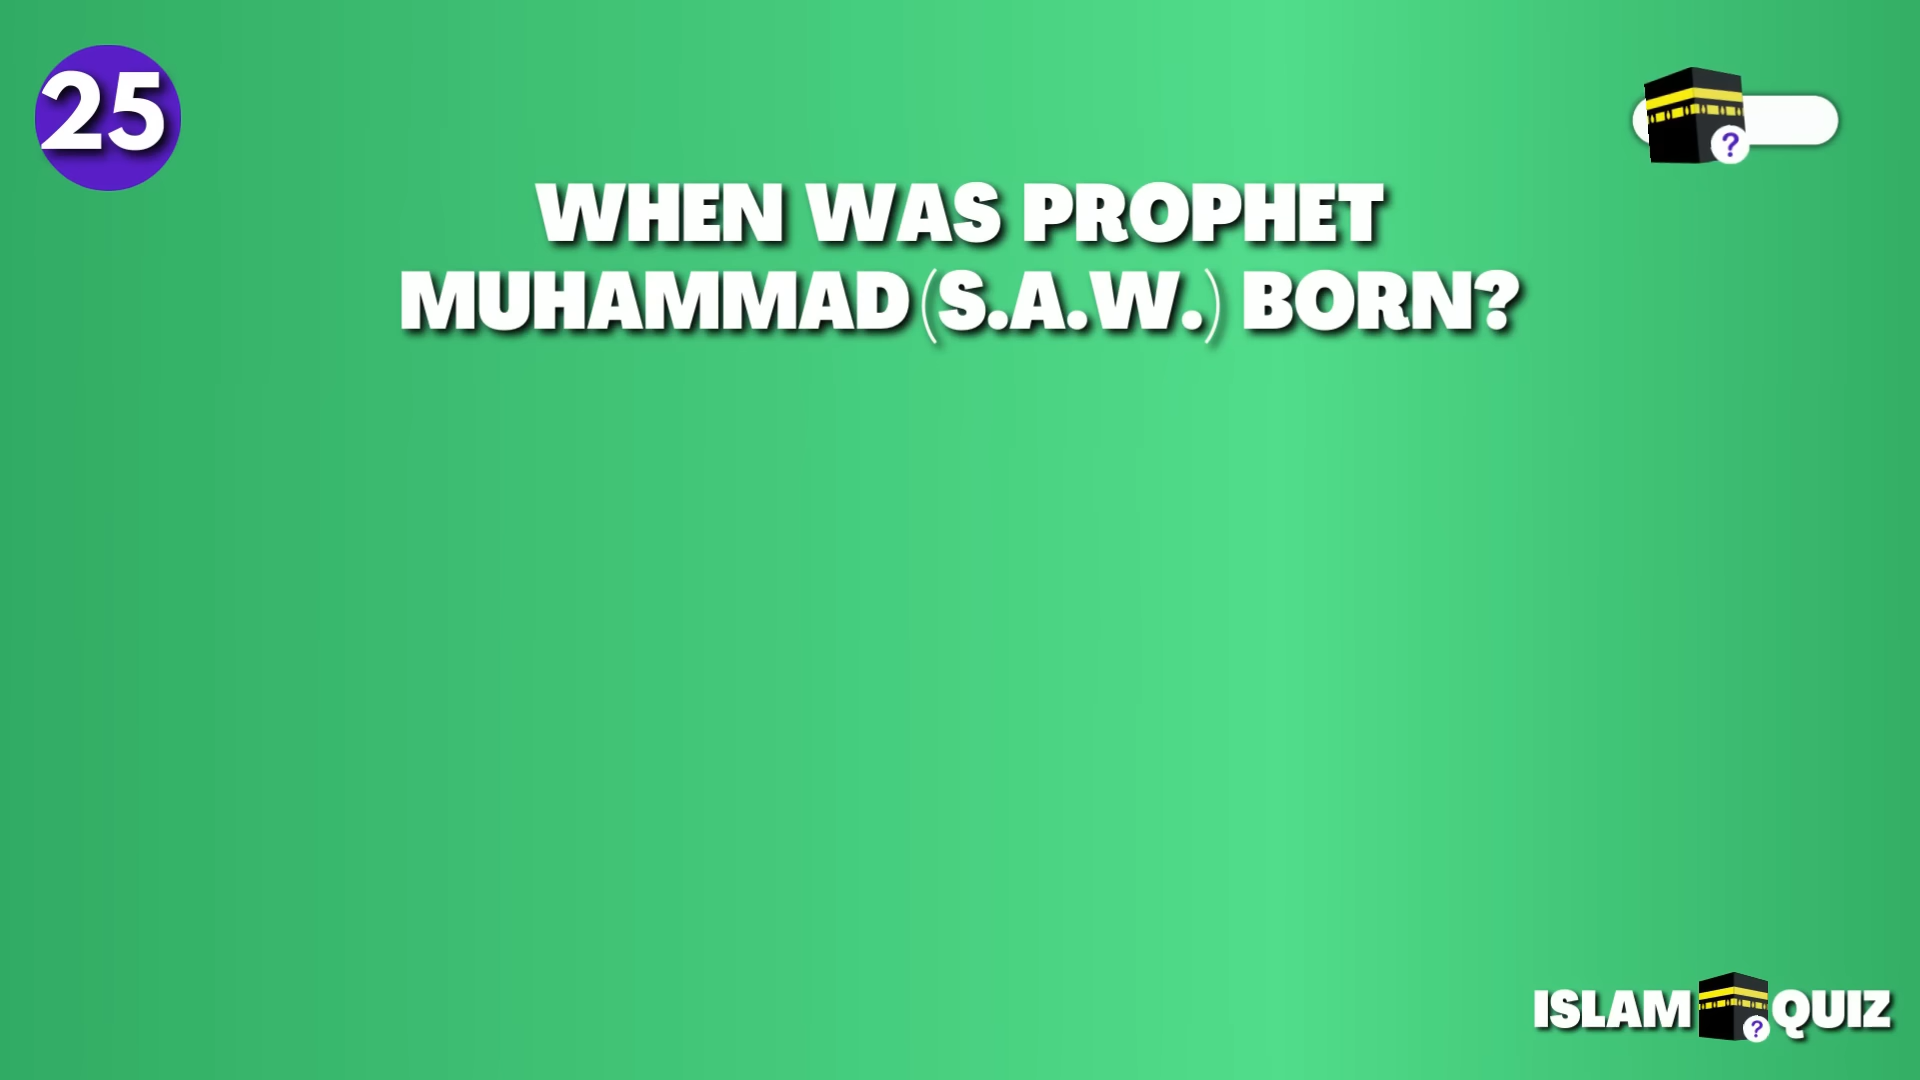 25
?
WHEN WAS PROPHET
MUHAMMAD (S.A.W.) BORN?
ISLAM ? QUIZ